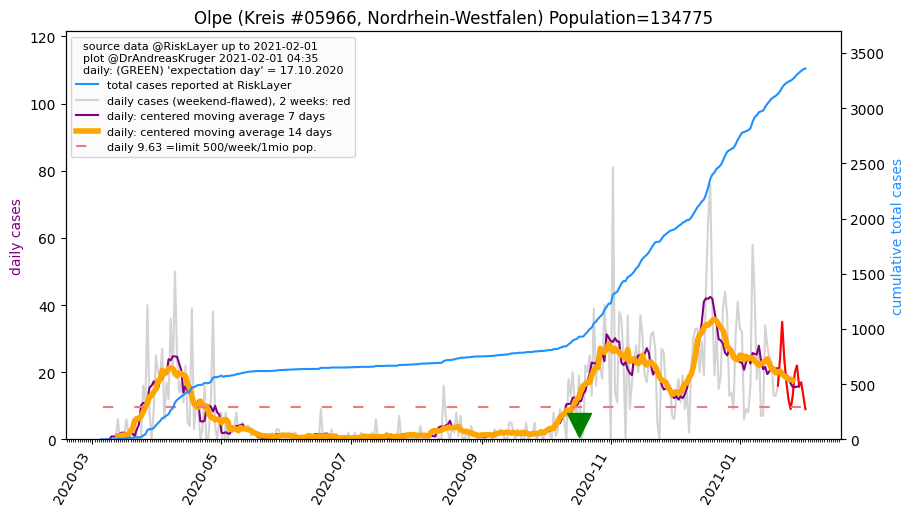 Olpe (Kreis #05966, Nordrhein-Westfalen) Population=134775
source data @RiskLayer up to 2021-02-01
plot @DrAndreasKruger 2021-02-01 04:35
daily: (GREEN) 'expectation day' = 17.10.2020
total cases reported at RiskLayer
daily cases (weekend-flawed), 2 weeks: red
daily: centered moving average 7 days
daily: centered moving average 14 days
daily 9.63 =limit 500/week/1mio pop.
daily cases
120
100
80
60
40
20
0
cumulative total cases
3500
3000
2500
2000
1500
1000
500
0
2020-03
2020-05
2020-07
2020-09
2020-11
2021-01